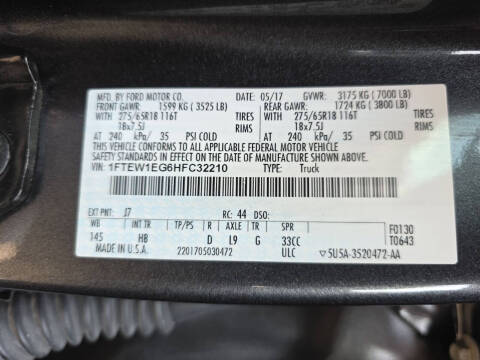 MFD. BY FORD MOTOR CO. DATE: 05/17 GVWR: 3175 KG ( 7000 LB)
FRONT GAWR: 1599 KG ( 3525 LB) REAR GAWR: 1724 KG ( 3800 LB)
WITH 275/65R18 116T TIRES WITH 275/65R18 116T TIRES
18x7.5J RIMS 18x7.5J RIMS
AT 240 kPa/ 35 PSI COLD AT 240 kPa/ 35 PSI COLD
THIS VEHICLE CONFORMS TO ALL APPLICABLE FEDERAL MOTOR VEHICLE
SAFETY, BUMPER, AND THEFT PREVENTION STANDARDS IN
EFFECT ON THE DATE OF MANUFACTURE SHOWN ABOVE.
VIN: 1FTEW1EG6HFC32210 TYPE: Truck
EXT PNT: J7 RC: 44 DSO:
WB INT TR TP/PS R AXLE TR SPR F0130
145 HB D L9 G 33CC T0643
MADE IN U.S.A. 2201705030472 ULC ▽5U5A-3520472-AA